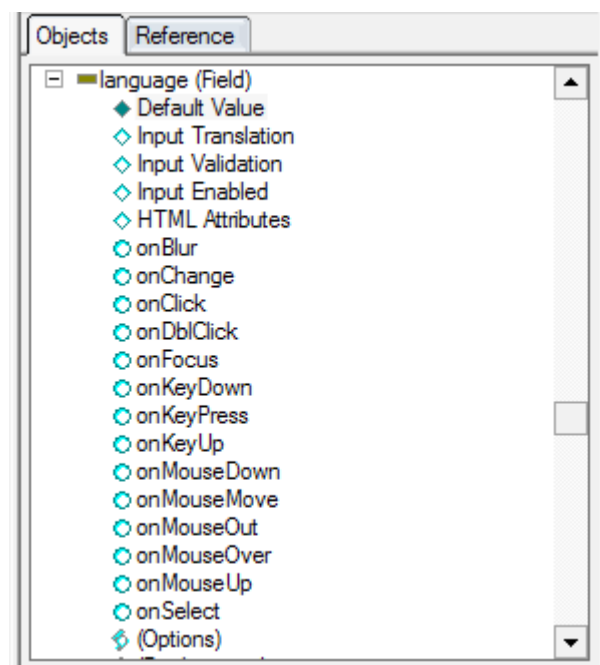 Objects Reference
language (Field)
Default Value
Input Translation
Input Validation
Input Enabled
HTML Attributes
onBlur
onChange
onClick
onDblClick
onFocus
onKeyDown
onKeyPress
onKeyUp
onMouseDown
onMouseMove
onMouseOut
onMouseOver
onMouseUp
onSelect
(Options)